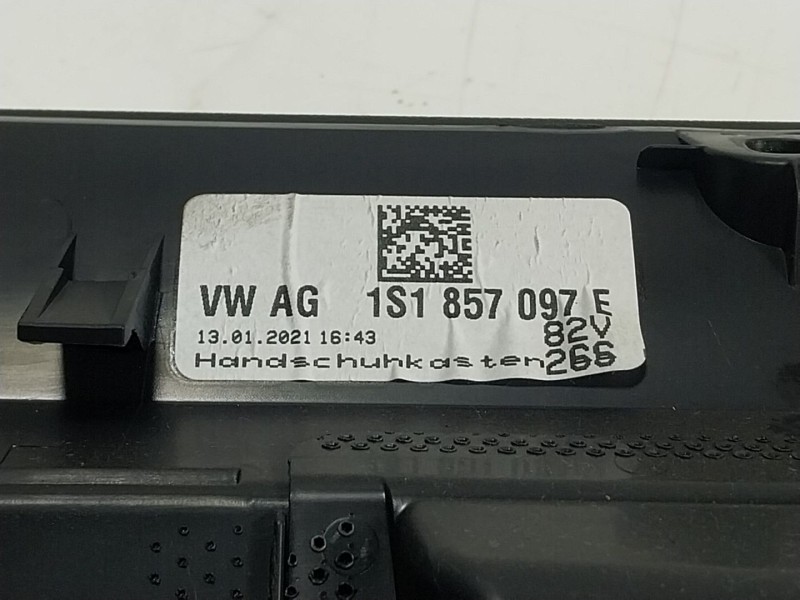 VW AG 1S1 857 097 E
82V
13.01.2021 16:43
Handschuhkasten 266